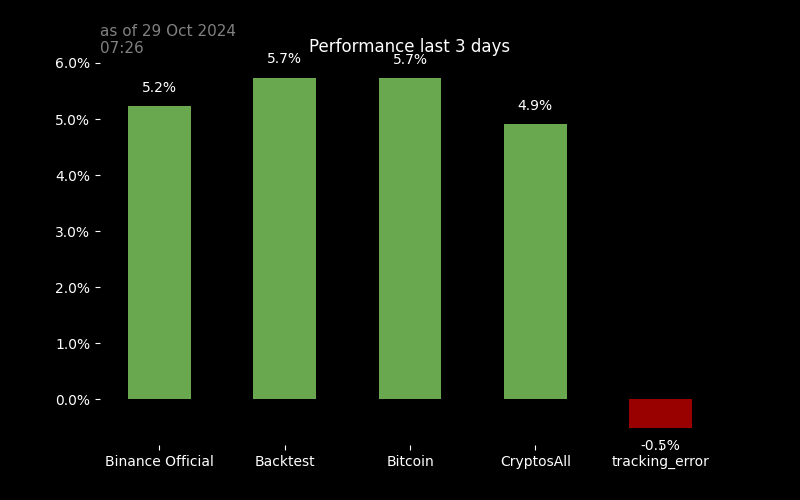 as of 29 Oct 2024
07:26
Performance last 3 days
6.0%
5.0%
4.0%
3.0%
2.0%
1.0%
0.0%
5.2%
5.7%
5.7%
4.9%
-0.5%
Binance Official
Backtest
Bitcoin
CryptosAll
tracking_error